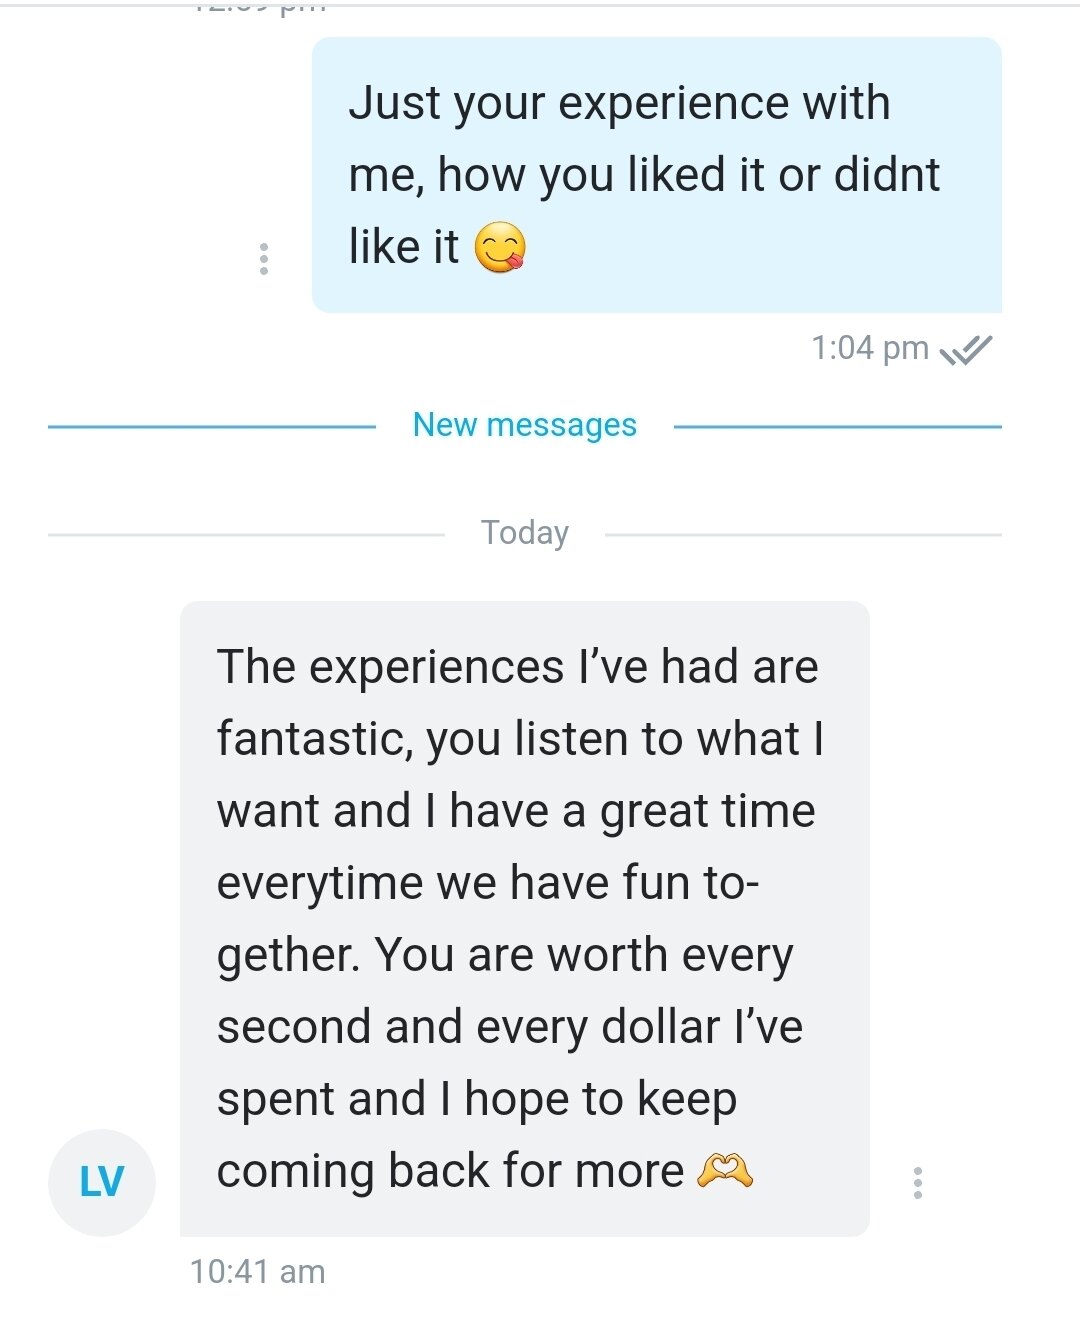 Just your experience with
me, how you liked it or didnt
like it 😋
1:04 pm
New messages
Today
The experiences I've had are
fantastic, you listen to what I
want and I have a great time
everytime we have fun to-
gether. You are worth every
second and every dollar I've
spent and I hope to keep
coming back for more 🫶
LV
10:41 am